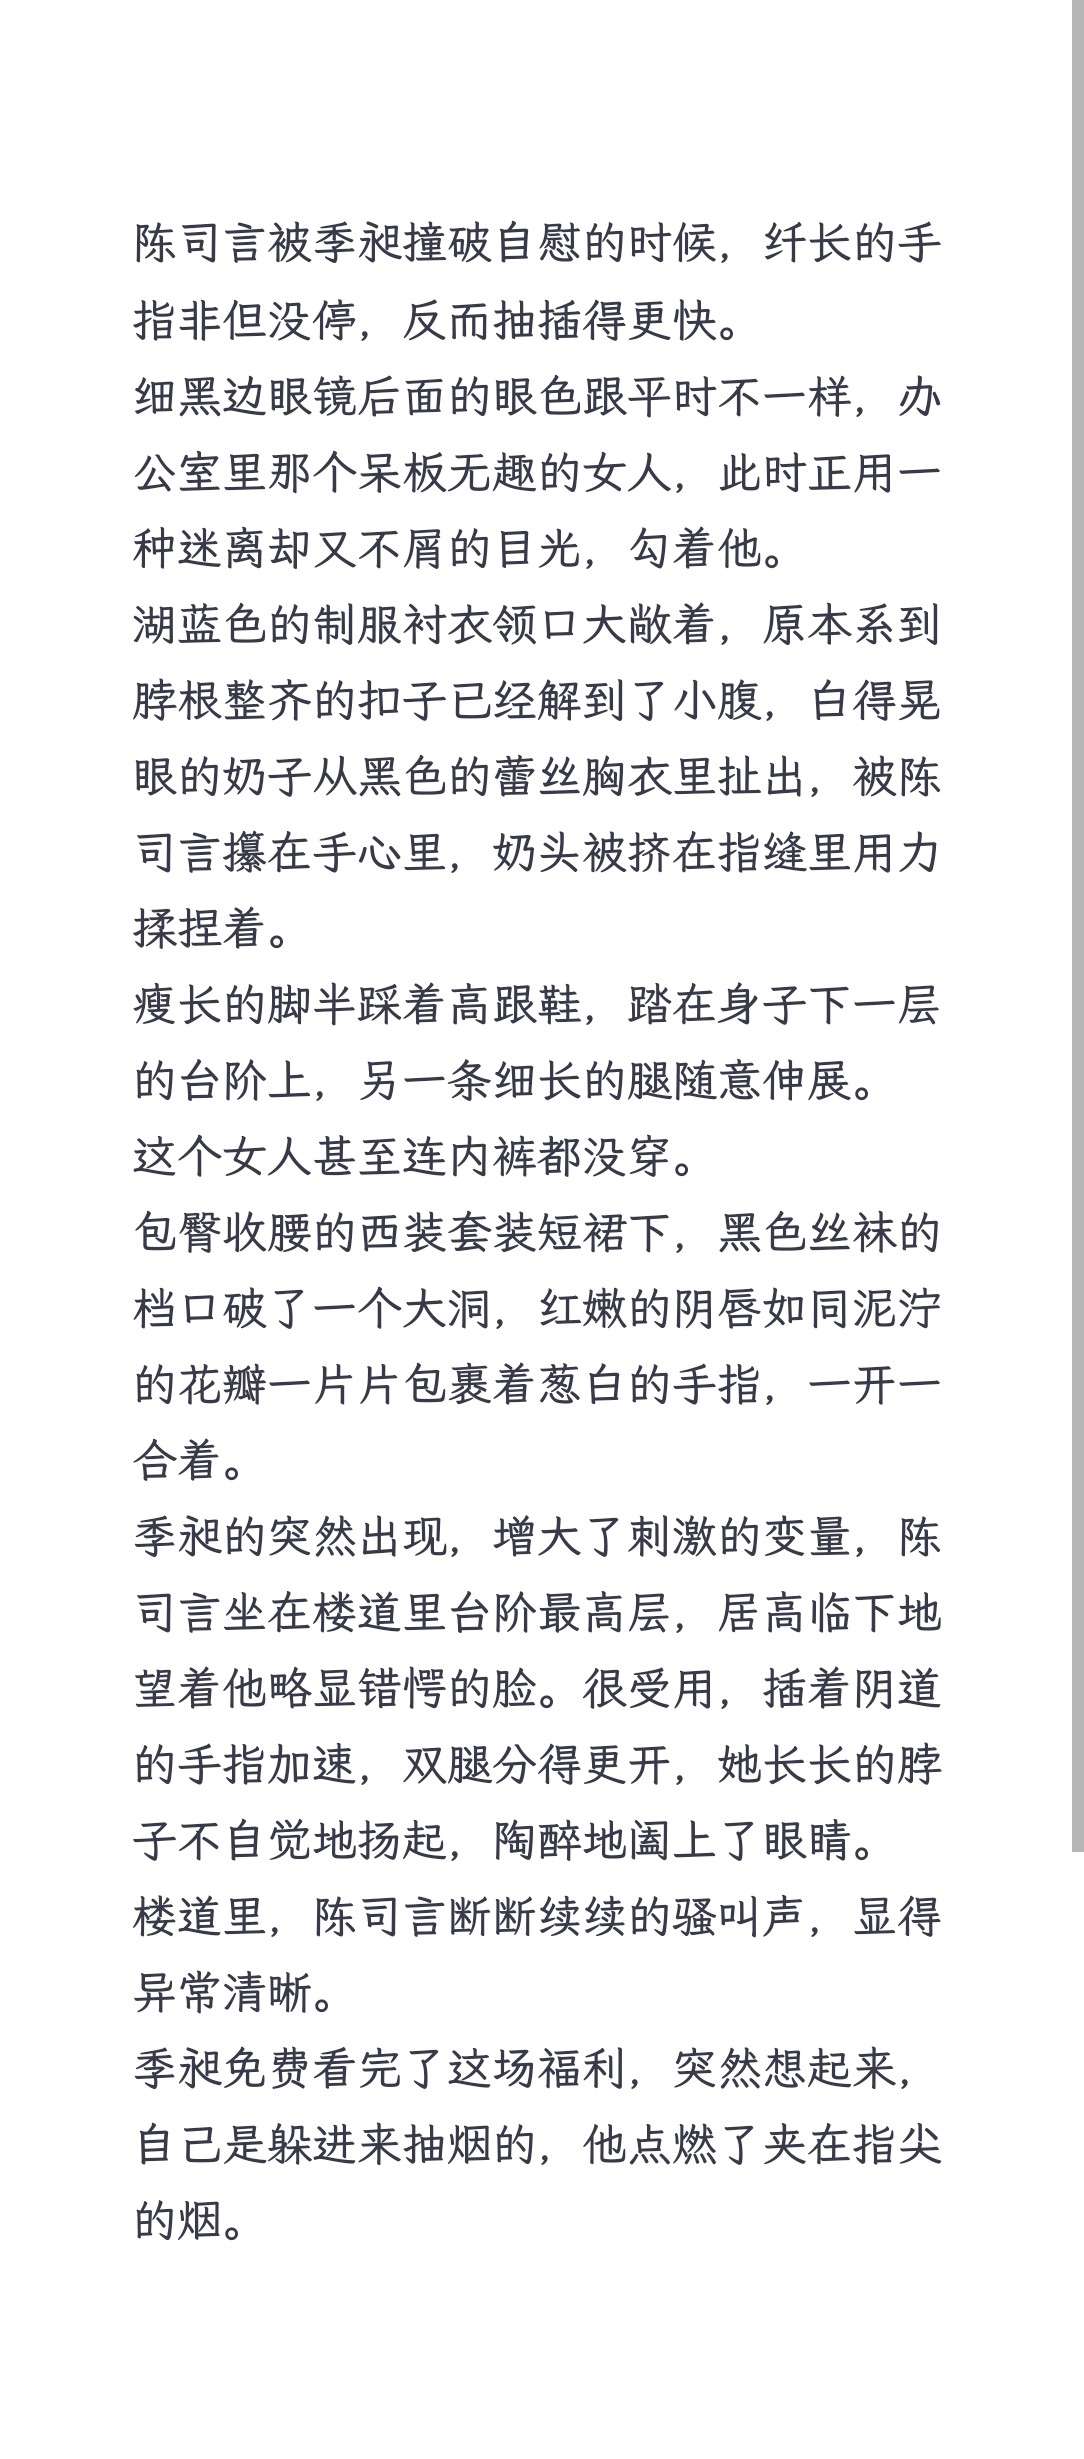 陈司言被季昶撞破自慰的时候，纤长的手
指非但没停，反而抽插得更快。
细黑边眼镜后面的眼色跟平时不一样，办
公室里那个呆板无趣的女人，此时正用一
种迷离却又不屑的目光，勾着他。
湖蓝色的制服衬衣领口大敞着，原本系到
脖根整齐的扣子已经解到了小腹，白得晃
眼的奶子从黑色的蕾丝胸衣里扯出，被陈
司言攥在手心里，奶头被挤在指缝里用力
揉捏着。
瘦长的脚半踩着高跟鞋，踏在身子下一层
的台阶上，另一条细长的腿随意伸展。
这个女人甚至连内裤都没穿。
包臀收腰的西装套装短裙下，黑色丝袜的
档口破了一个大洞，红嫩的阴唇如同泥泞
的花瓣一片片包裹着葱白的手指，一开一
合着。
季昶的突然出现，增大了刺激的变量，陈
司言坐在楼道里台阶最高层，居高临下地
望着他略显错愕的脸。很受用，插着阴道
的手指加速，双腿分得更开，她长长的脖
子不自觉地扬起，陶醉地阖上了眼睛。
楼道里，陈司言断断续续的骚叫声，显得
异常清晰。
季昶免费看完了这场福利，突然想起来，
自己是躲进来抽烟的，他点燃了夹在指尖
的烟。